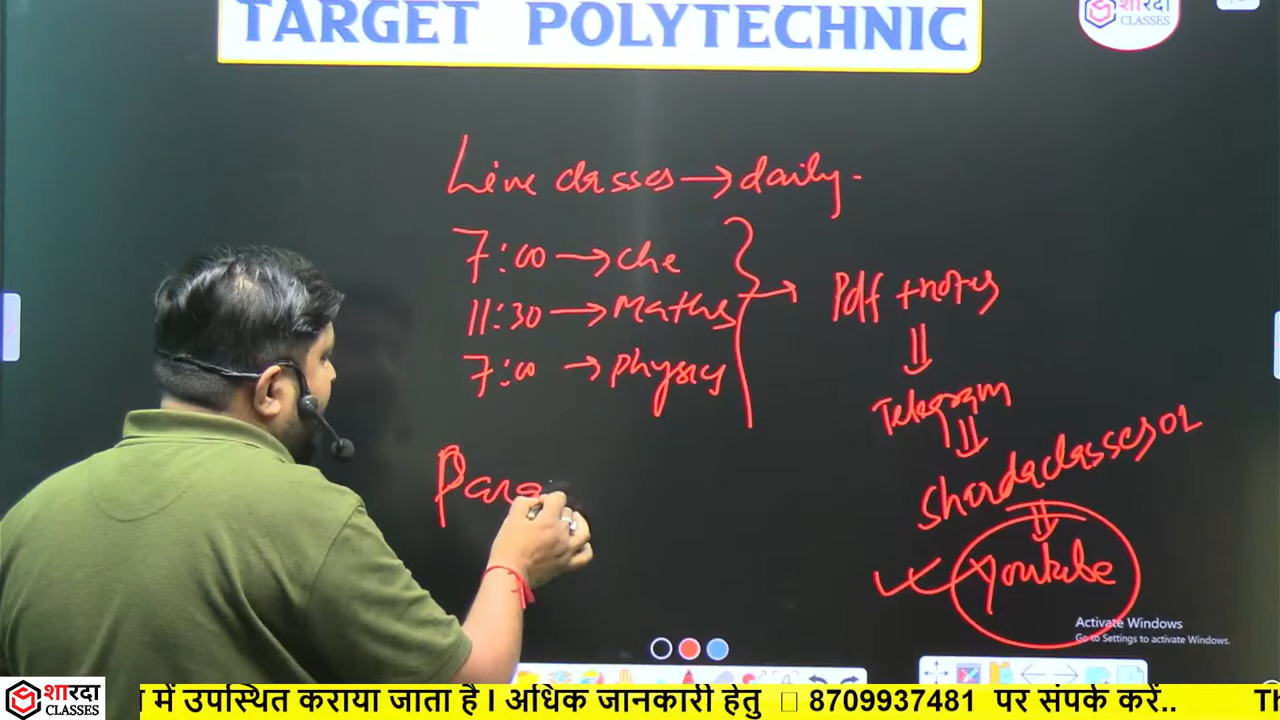 TARGET POLYTECHNIC
शारदा
CLASSES
Live classes → daily.
7:00 → Che
11:30 → Maths
7:00 → Physics
→ Pdf + notes
Telegram
Shardaclasses01
Youtube
Para
Activate Windows
Go to Settings to activate Windows.
शारदा
CLASSES
में उपस्थित कराया जाता है I अधिक जानकारी हेतु 8709937481 पर संपर्क करें..